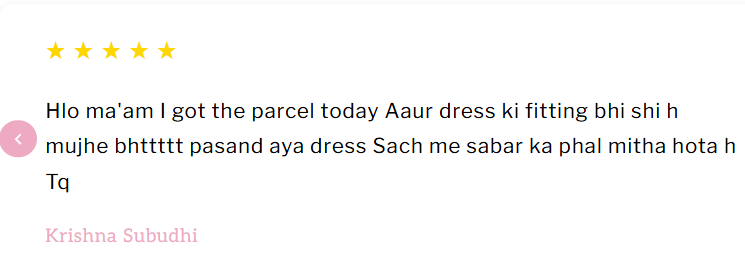 Hlo ma'am I got the parcel today Aaur dress ki fitting bhi shi h
mujhe bhttttt pasand aya dress Sach me sabar ka phal mitha hota h
Tq
Krishna Subudhi